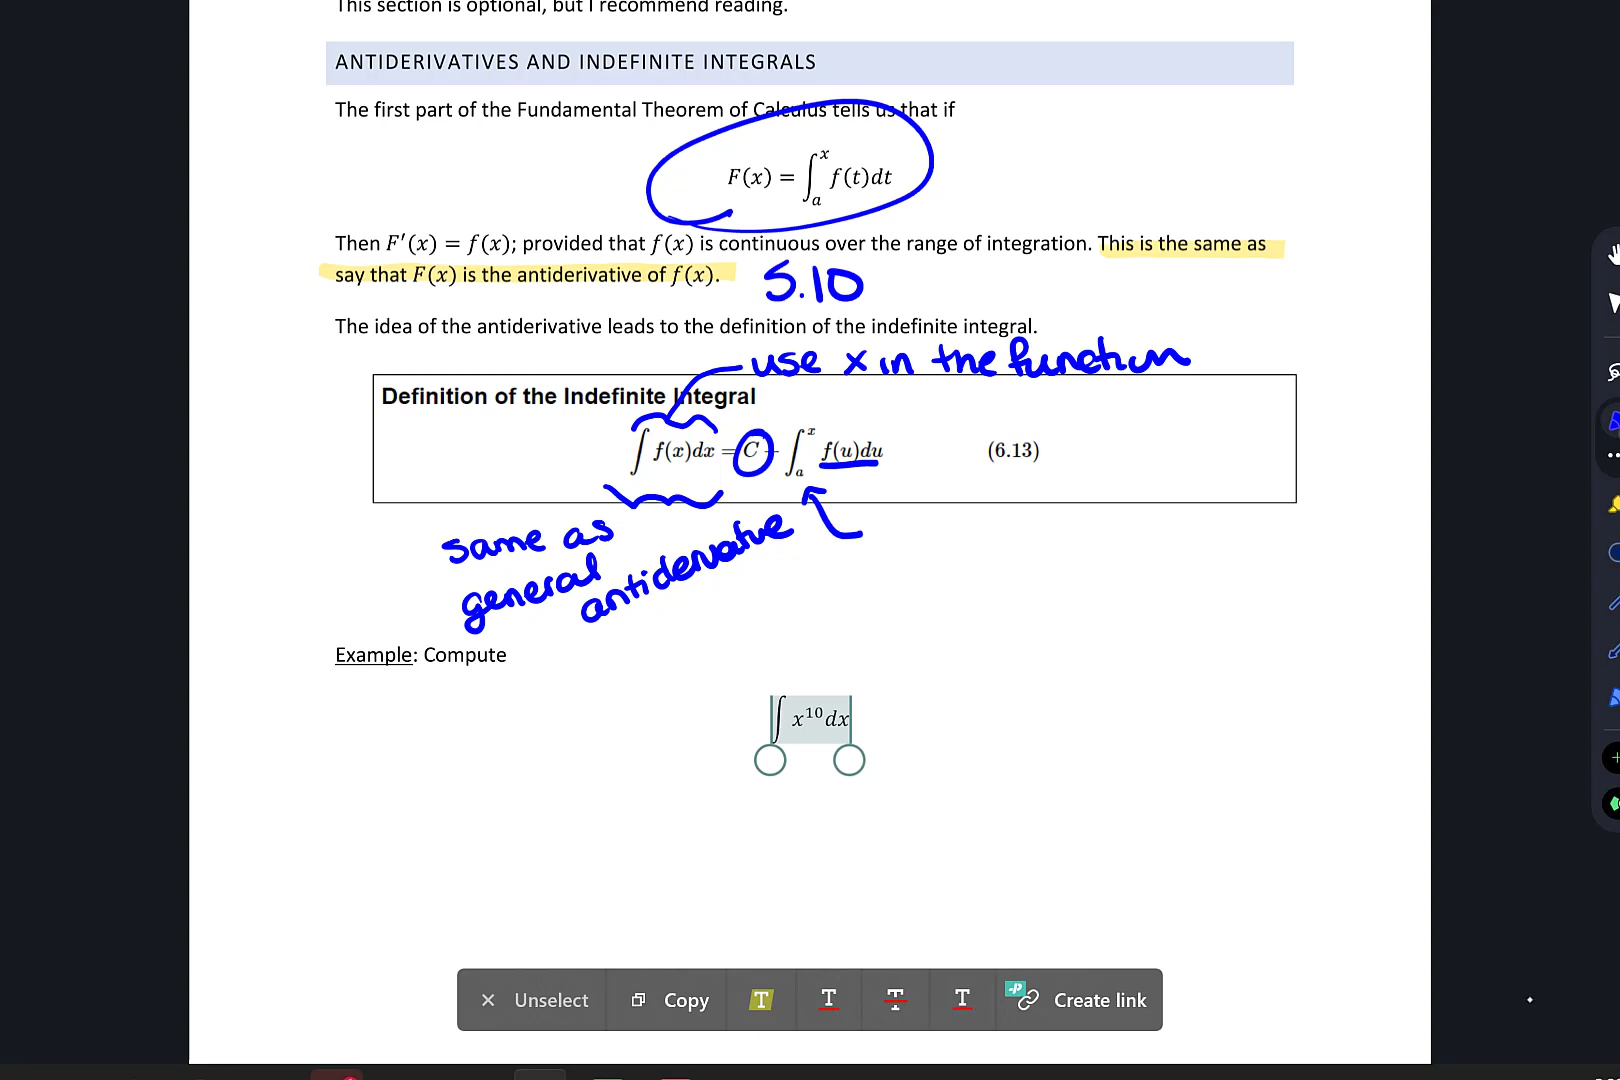 This section is optional, but I recommend reading.
ANTIDERIVATIVES AND INDEFINITE INTEGRALS
The first part of the Fundamental Theorem of Calculus tells us that if
F(x) = ∫ₐˣ f(t)dt
Then F′(x) = f(x); provided that f(x) is continuous over the range of integration. This is the same as
say that F(x) is the antiderivative of f(x). 5.10
The idea of the antiderivative leads to the definition of the indefinite integral.
use x in the function
Definition of the Indefinite Integral
∫ f(x)dx = C + ∫ₐˣ f(u)du (6.13)
same as
general
antiderivative
Example: Compute
∫ x¹⁰dx
× Unselect Copy T T T T Create link